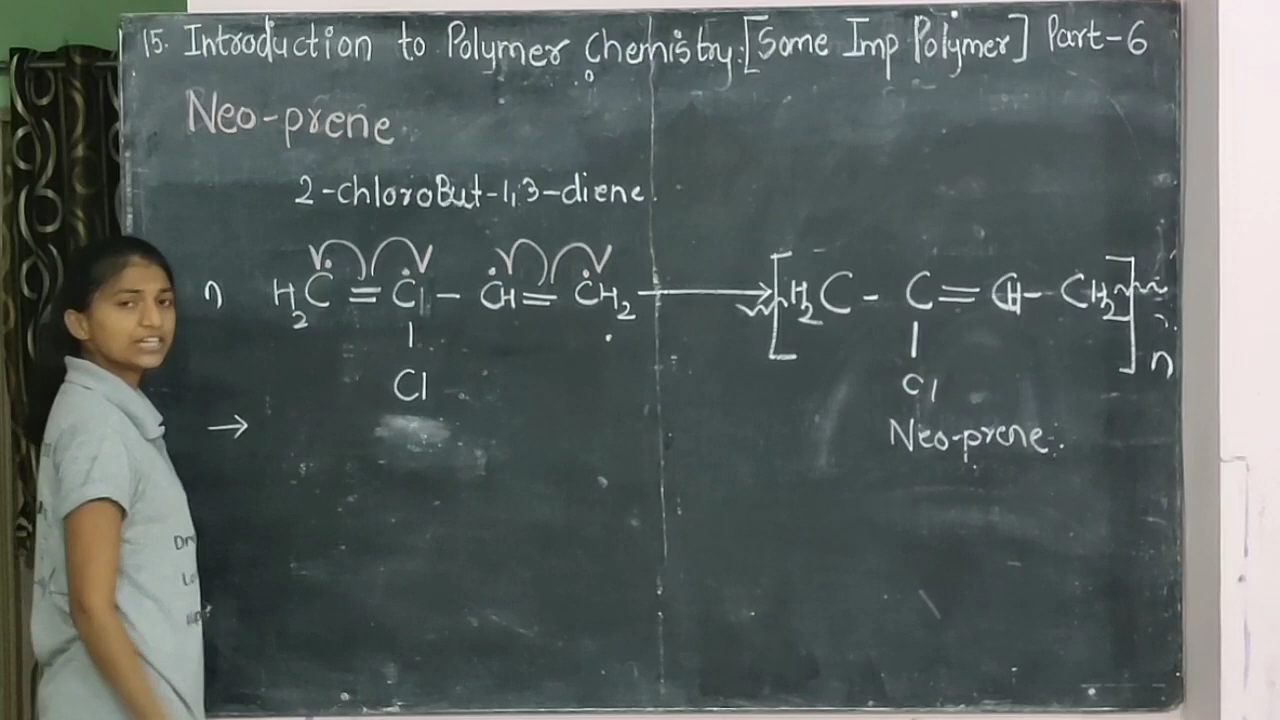 15. Introduction to Polymer Chemistry:[Some Imp Polymer] Part-6
Neo-prene.
2-chloroBut-1,3-diene.
n H₂C = C - CH = CH₂ → [H₂C - C = CH - CH₂]n
Cl Cl
→ Neo-prene.